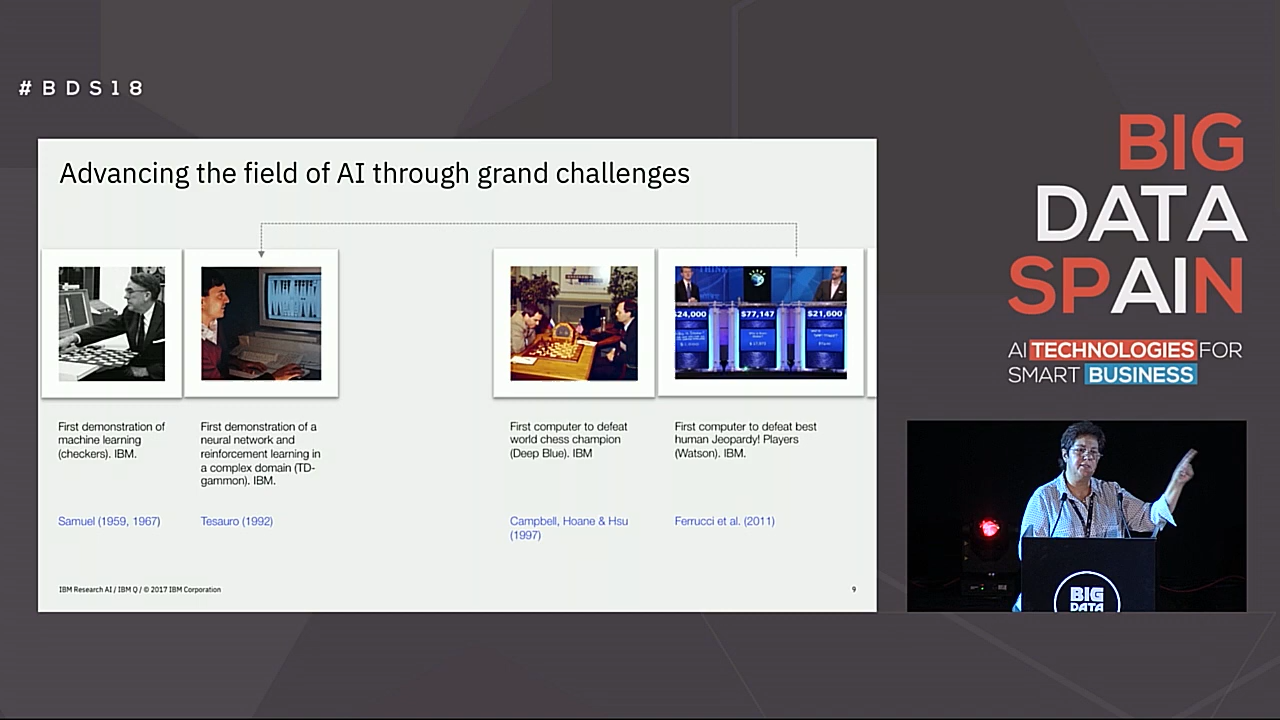 #BDS18
Advancing the field of AI through grand challenges
THINK
$24,000
$77,147
$21,600
First demonstration of
machine learning
(checkers). IBM.
First demonstration of a
neural network and
reinforcement learning in
a complex domain (TD-
gammon). IBM.
First computer to defeat
world chess champion
(Deep Blue). IBM
First computer to defeat best
human Jeopardy! Players
(Watson). IBM.
Samuel (1959, 1967)
Tesauro (1992)
Campbell, Hoane & Hsu
(1997)
Ferrucci et al. (2011)
IBM Research AI / IBM Q / © 2017 IBM Corporation
9
BIG
DATA
SPAIN
AI TECHNOLOGIES FOR
SMART BUSINESS
BIG
DATA